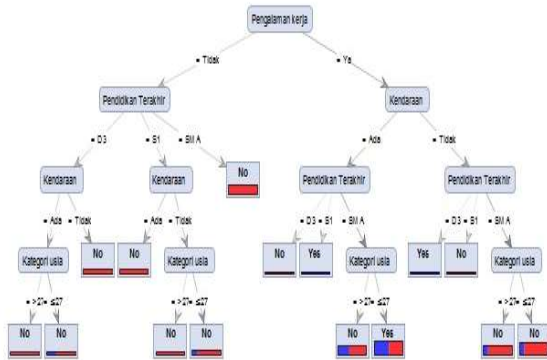 Pengalaman kerja
= Tidak
= Ya
Pendidikan Terakhir
Kendaraan
= D3
= S1
= SMA
= Ada
= Tidak
Kendaraan
Kendaraan
No
Pendidikan Terakhir
Pendidikan Terakhir
= Ada
= Tidak
= Ada
= Tidak
= D3
= S1
= SMA
= D3
= S1
= SMA
Kategori usia
No
No
Kategori usia
No
Yes
Kategori usia
Yes
No
Kategori usia
= >27
= ≤27
= >27
= ≤27
= >27
= ≤27
= >27
= ≤27
No
No
No
No
No
Yes
No
No